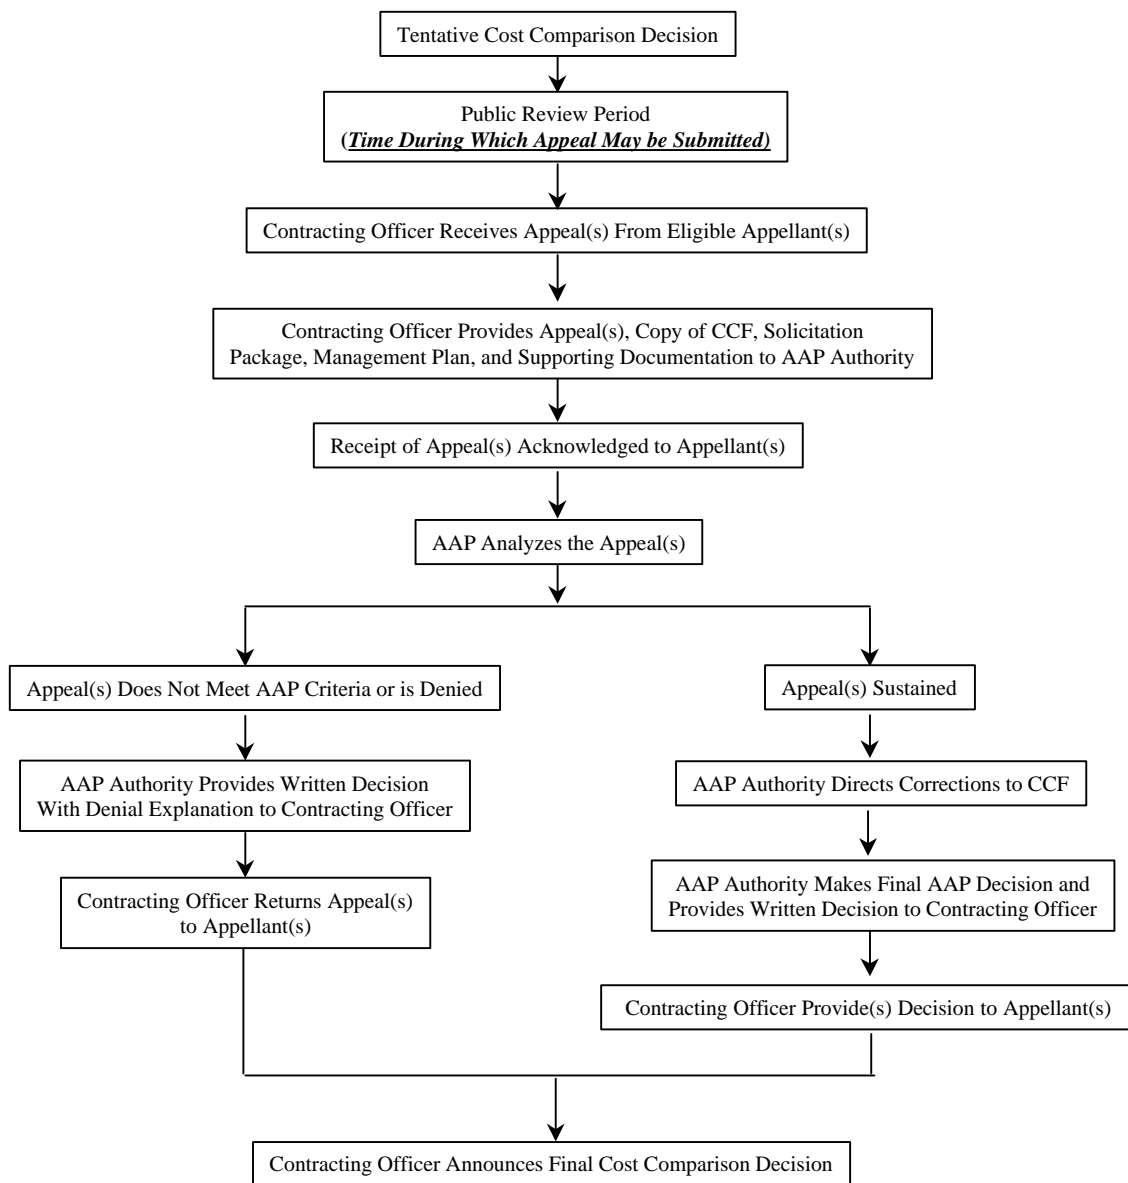 Tentative Cost Comparison Decision
Public Review Period
(Time During Which Appeal May be Submitted)
Contracting Officer Receives Appeal(s) From Eligible Appellant(s)
Contracting Officer Provides Appeal(s), Copy of CCF, Solicitation
Package, Management Plan, and Supporting Documentation to AAP Authority
Receipt of Appeal(s) Acknowledged to Appellant(s)
AAP Analyzes the Appeal(s)
Appeal(s) Does Not Meet AAP Criteria or is Denied
Appeal(s) Sustained
AAP Authority Provides Written Decision
With Denial Explanation to Contracting Officer
AAP Authority Directs Corrections to CCF
Contracting Officer Returns Appeal(s)
to Appellant(s)
AAP Authority Makes Final AAP Decision and
Provides Written Decision to Contracting Officer
Contracting Officer Provide(s) Decision to Appellant(s)
Contracting Officer Announces Final Cost Comparison Decision